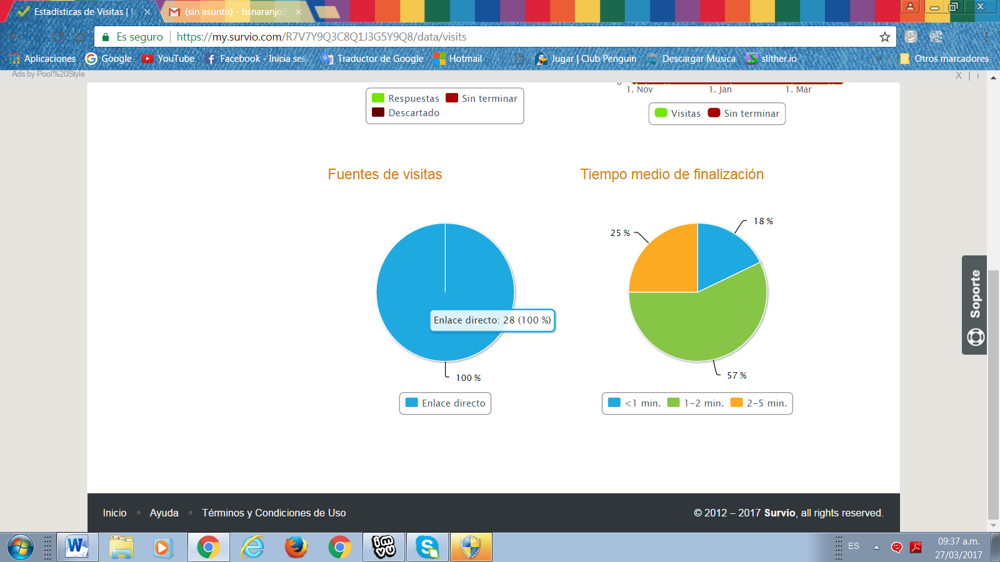 Estadísticas de Visitas |
(sin asunto) - hsnaranjo3
Es seguro
https://my.survio.com/R7V7Y9Q3C8Q1J3G5Y9Q8/data/visits
Aplicaciones
Google
YouTube
Facebook - Inicia ses
Traductor de Google
Hotmail
Jugar | Club Penguin
Descargar Musica
slither.io
»
Otros marcadores
Ads by Pool%20Style
X | i
0
1. Nov
1. Jan
1. Mar
Respuestas
Sin terminar
Descartado
Visitas
Sin terminar
Fuentes de visitas
Tiempo medio de finalización
18 %
25 %
Enlace directo: 28 (100 %)
57 %
100 %
Enlace directo
<1 min.
1-2 min.
2-5 min.
Soporte
Inicio
Ayuda
Términos y Condiciones de Uso
© 2012 – 2017 Survio, all rights reserved.
W
imvu
S
ES
09:37 a.m.
27/03/2017